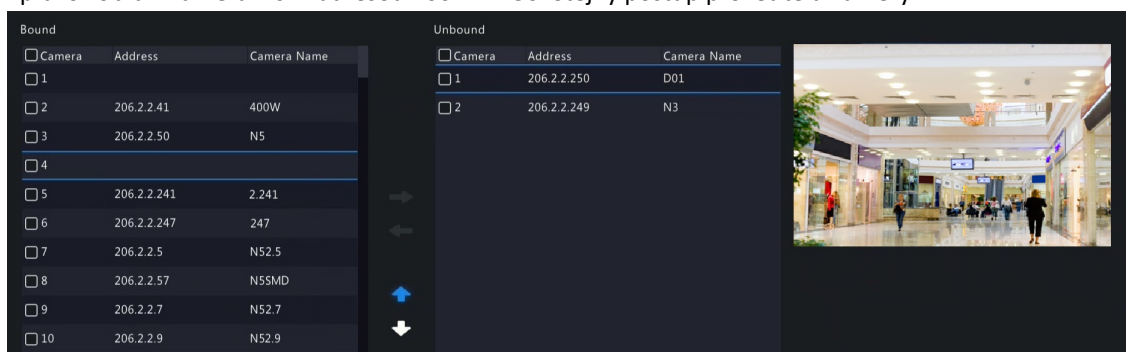 Bound
Camera Address Camera Name
1
2 206.2.2.41 400W
3 206.2.2.50 N5
4
5 206.2.2.241 2.241
6 206.2.2.247 247
7 206.2.2.5 N52.5
8 206.2.2.57 N5SMD
9 206.2.2.7 N52.7
10 206.2.2.9 N52.9
Unbound
Camera Address Camera Name
1 206.2.2.250 D01
2 206.2.2.249 N3